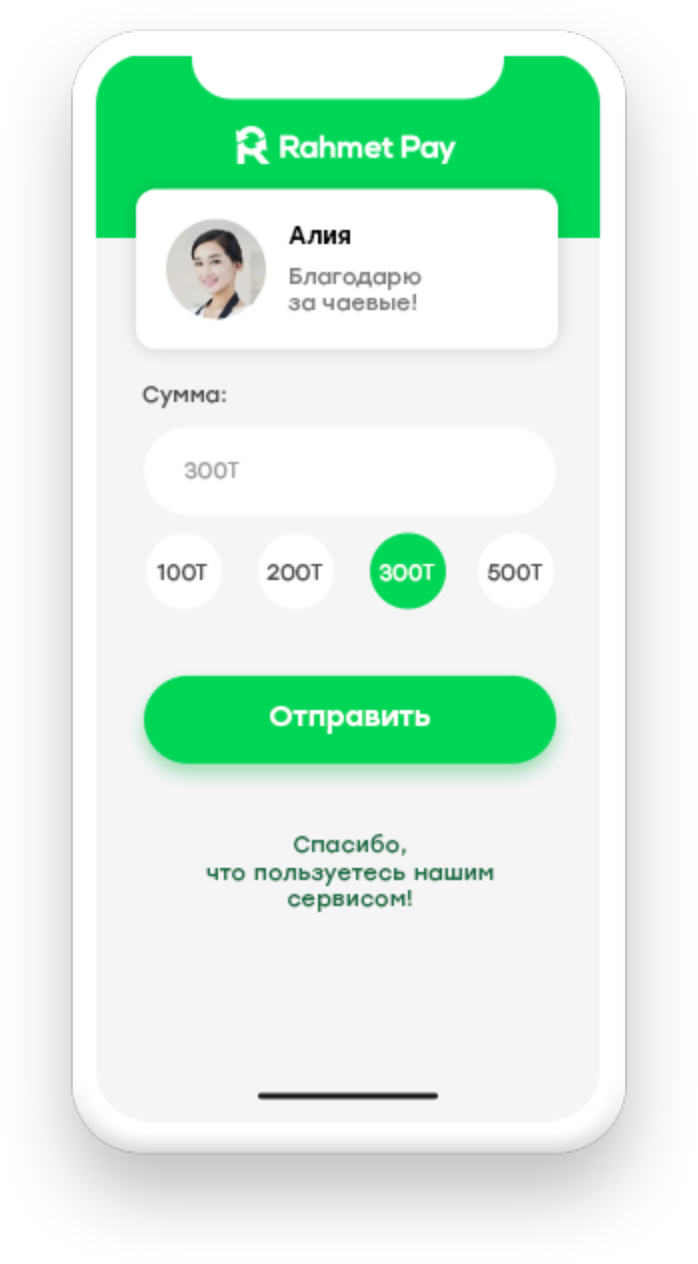 Rahmet Pay
Алия
Благодарю
за чаевые!
Сумма:
300Т
100Т 200Т 300Т 500Т
Отправить
Спасибо,
что пользуетесь нашим
сервисом!